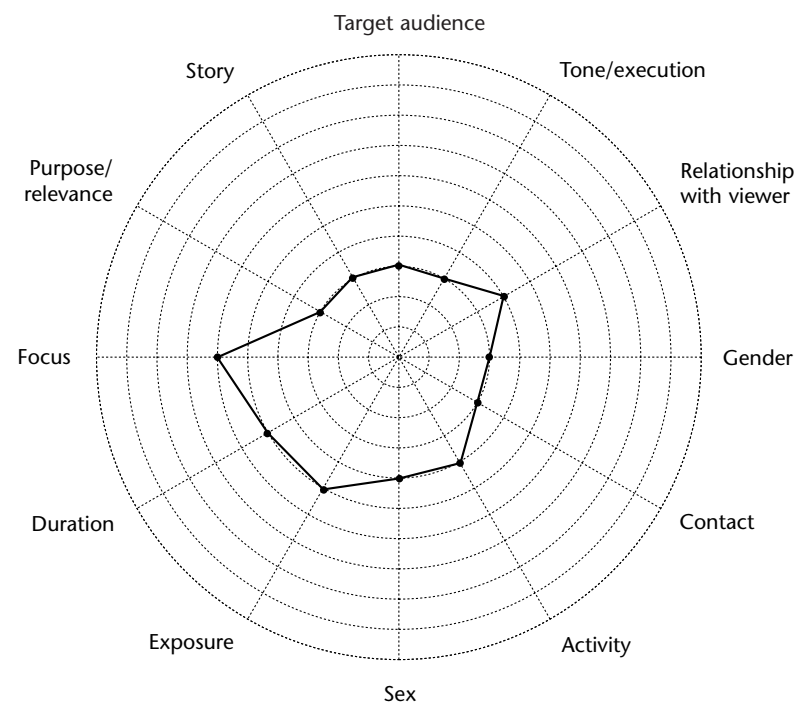 Target audience
Story
Tone/execution
Purpose/
relevance
Relationship
with viewer
Focus
Gender
Duration
Contact
Exposure
Activity
Sex